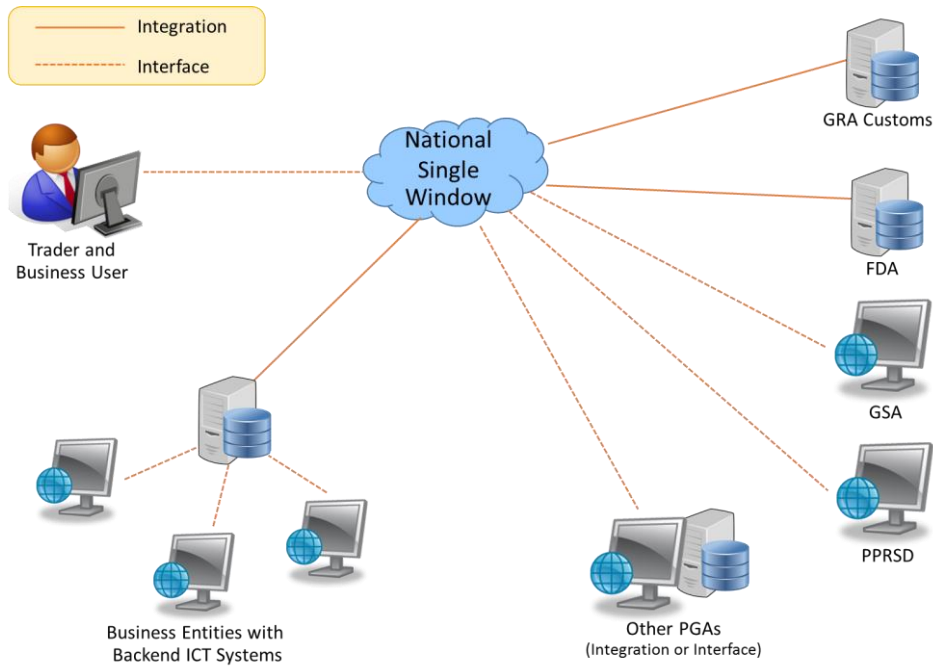 Integration
Interface
National
Single
Window
GRA Customs
Trader and
Business User
FDA
GSA
PPRSD
Business Entities with
Backend ICT Systems
Other PGAs
(Integration or Interface)